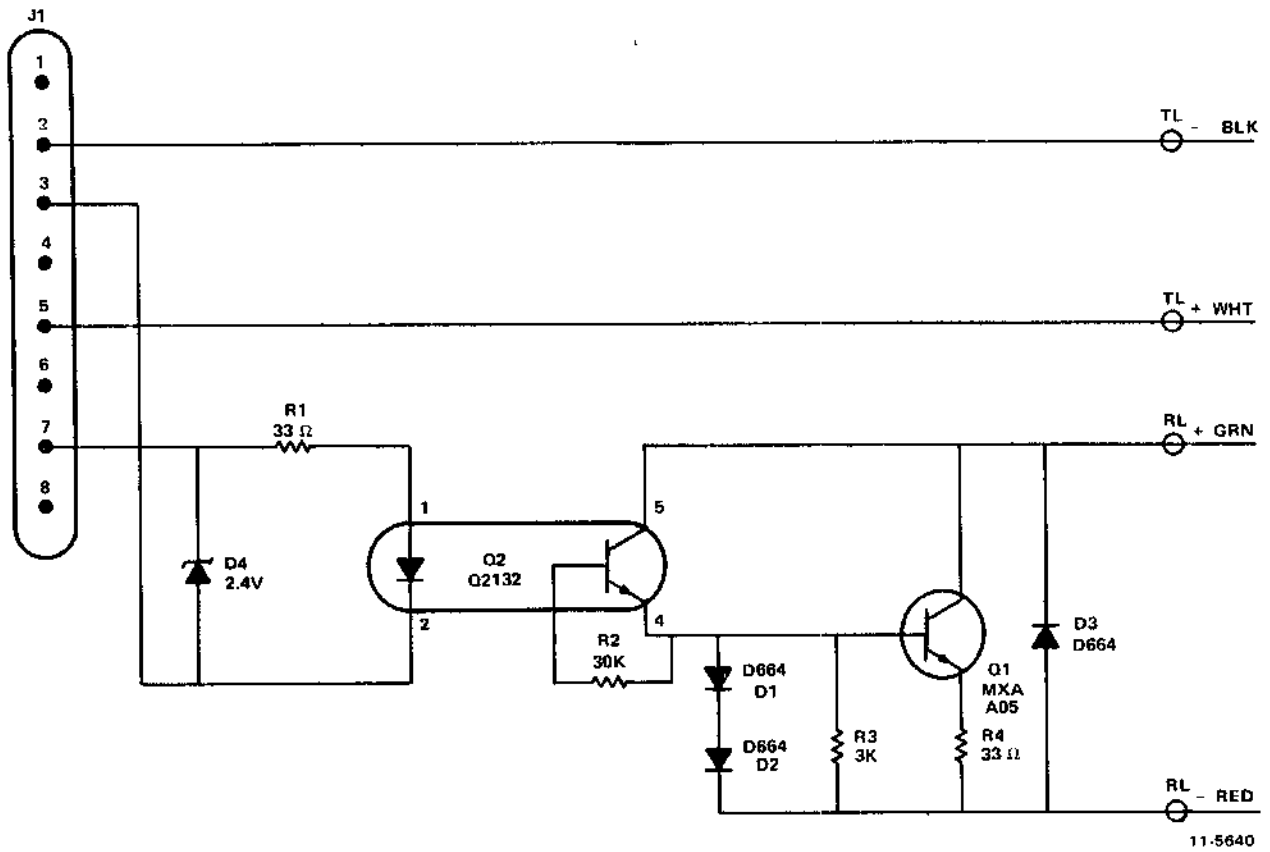 J1
1
2
3
4
5
6
7
8
TL - BLK
TL + WHT
RL + GRN
RL - RED
R1
33 Ω
D4
2.4V
1
2
Q2
Q2132
5
4
R2
30K
D664
D1
D664
D2
R3
3K
Q1
MXA
A05
R4
33 Ω
D3
D664
11-5640